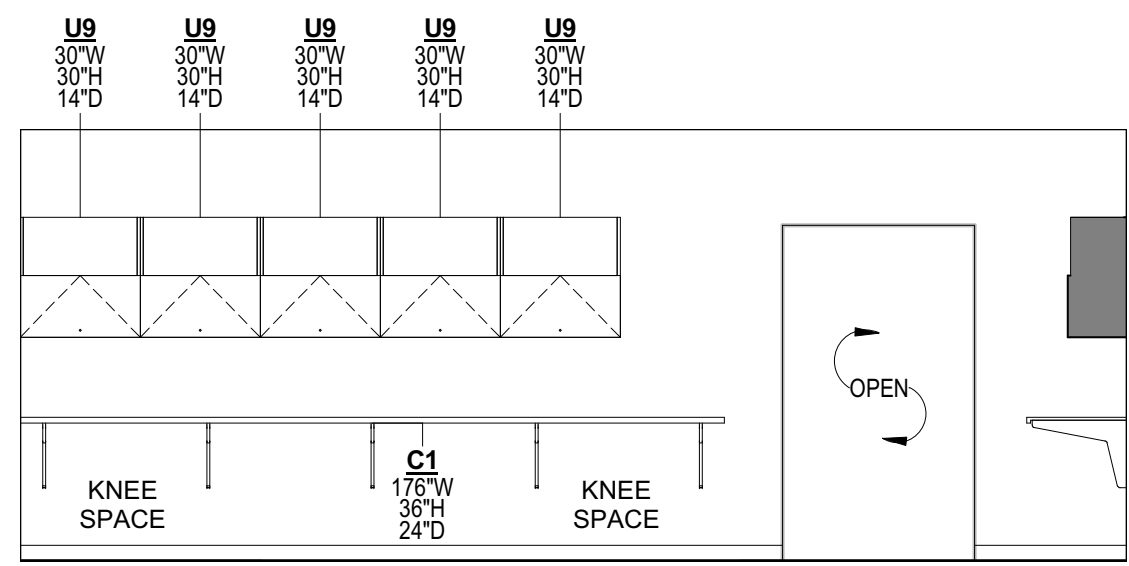 U9
30"W
30"H
14"D
U9
30"W
30"H
14"D
U9
30"W
30"H
14"D
U9
30"W
30"H
14"D
U9
30"W
30"H
14"D
OPEN
KNEE
SPACE
C1
176"W
36"H
24"D
KNEE
SPACE